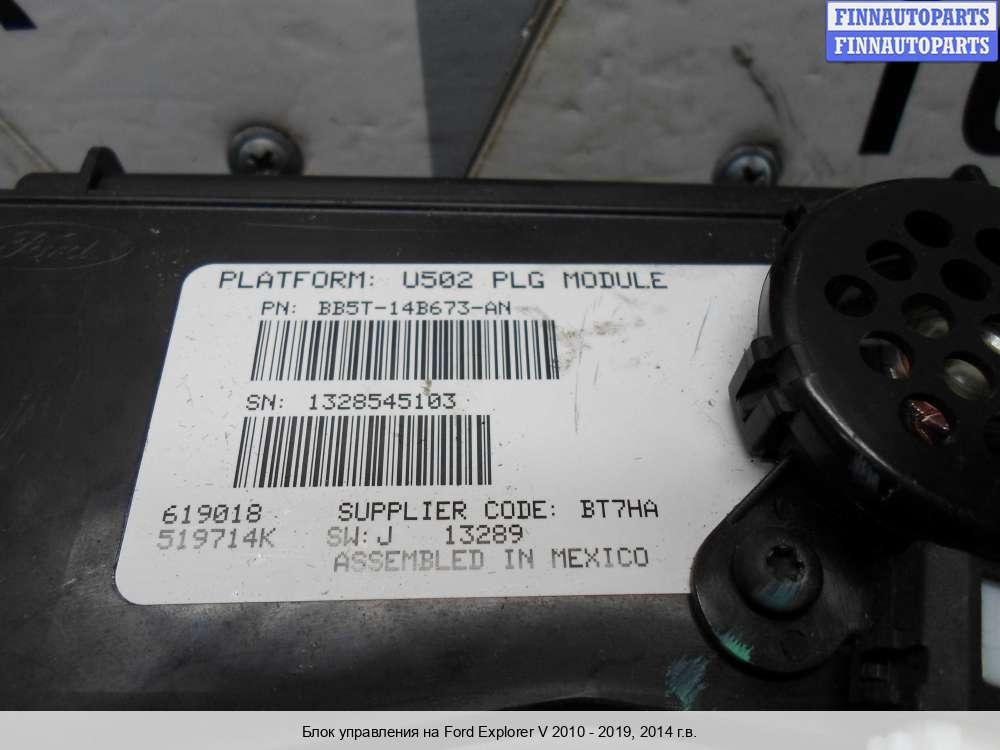 FINNAUTOPARTS
FINNAUTOPARTS
Ford
PLATFORM: U502 PLG MODULE
PN: BB5T-14B673-AN
SN: 1328545103
619018 SUPPLIER CODE: BT7HA
519714K SW: J 13289
ASSEMBLED IN MEXICO
Блок управления на Ford Explorer V 2010 - 2019, 2014 г.в.